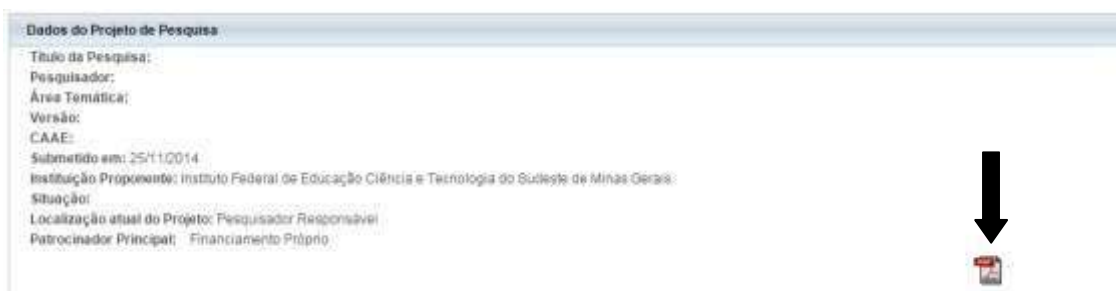 Dados do Projeto de Pesquisa
Título da Pesquisa:
Pesquisador:
Área Temática:
Versão:
CAAE:
Submetido em: 25/11/2014
Instituição Proponente: Instituto Federal de Educação Ciência e Tecnologia do Sudeste de Minas Gerais
Situação:
Localização atual do Projeto: Pesquisador Responsável
Patrocinador Principal: Financiamento Próprio